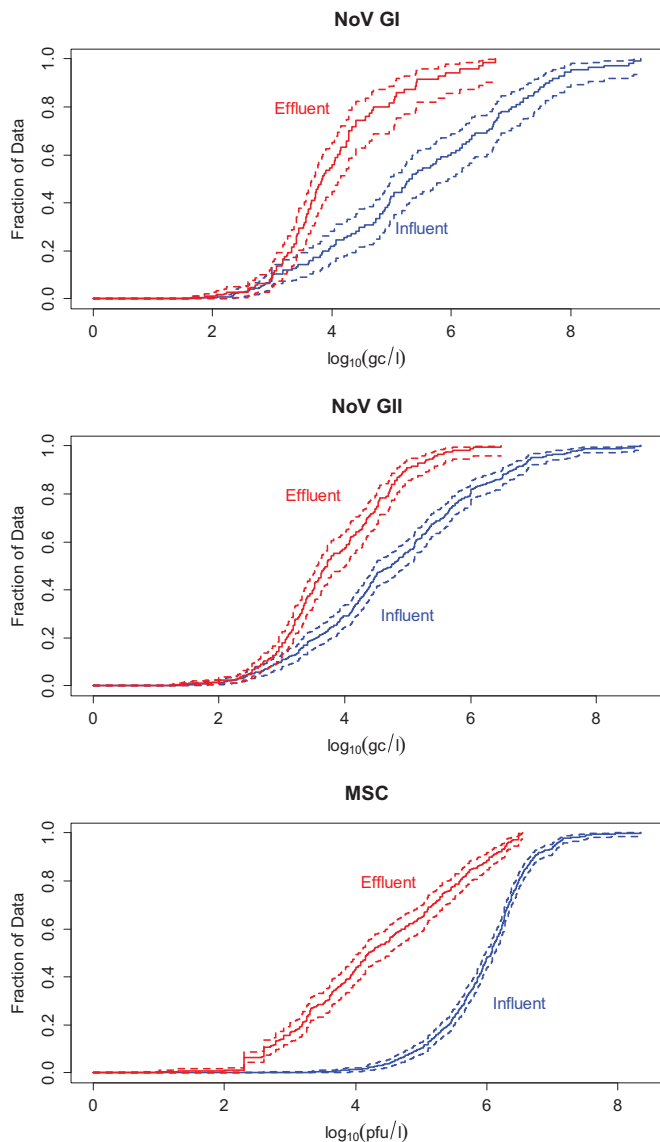 NoV GI
1.0
0.8
0.6
0.4
0.2
0.0
Fraction of Data
Effluent
Influent
0 2 4 6 8
log10(gc/l)
NoV GII
1.0
0.8
0.6
0.4
0.2
0.0
Fraction of Data
Effluent
Influent
0 2 4 6 8
log10(gc/l)
MSC
1.0
0.8
0.6
0.4
0.2
0.0
Fraction of Data
Effluent
Influent
0 2 4 6 8
log10(pfu/l)